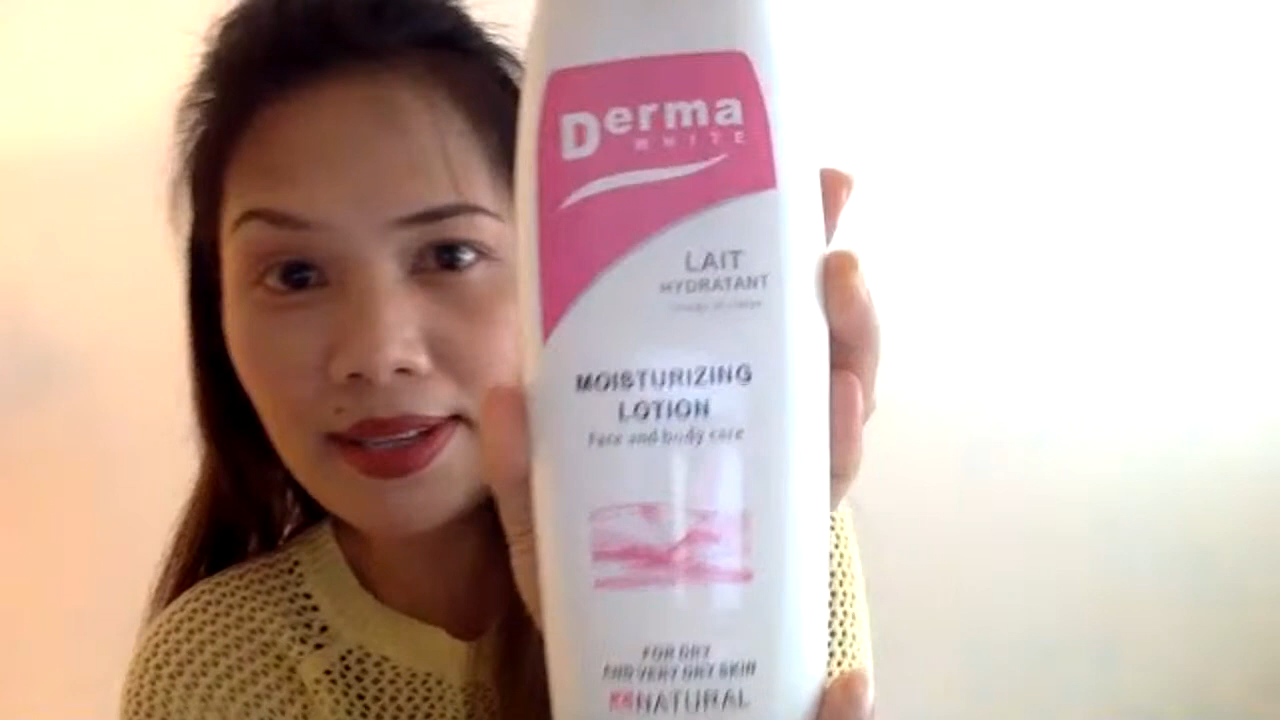 Derma
WHITE
LAIT
HYDRATANT
MOISTURIZING
LOTION
Face and body care
FOR DRY
AND VERY DRY SKIN
NATURAL